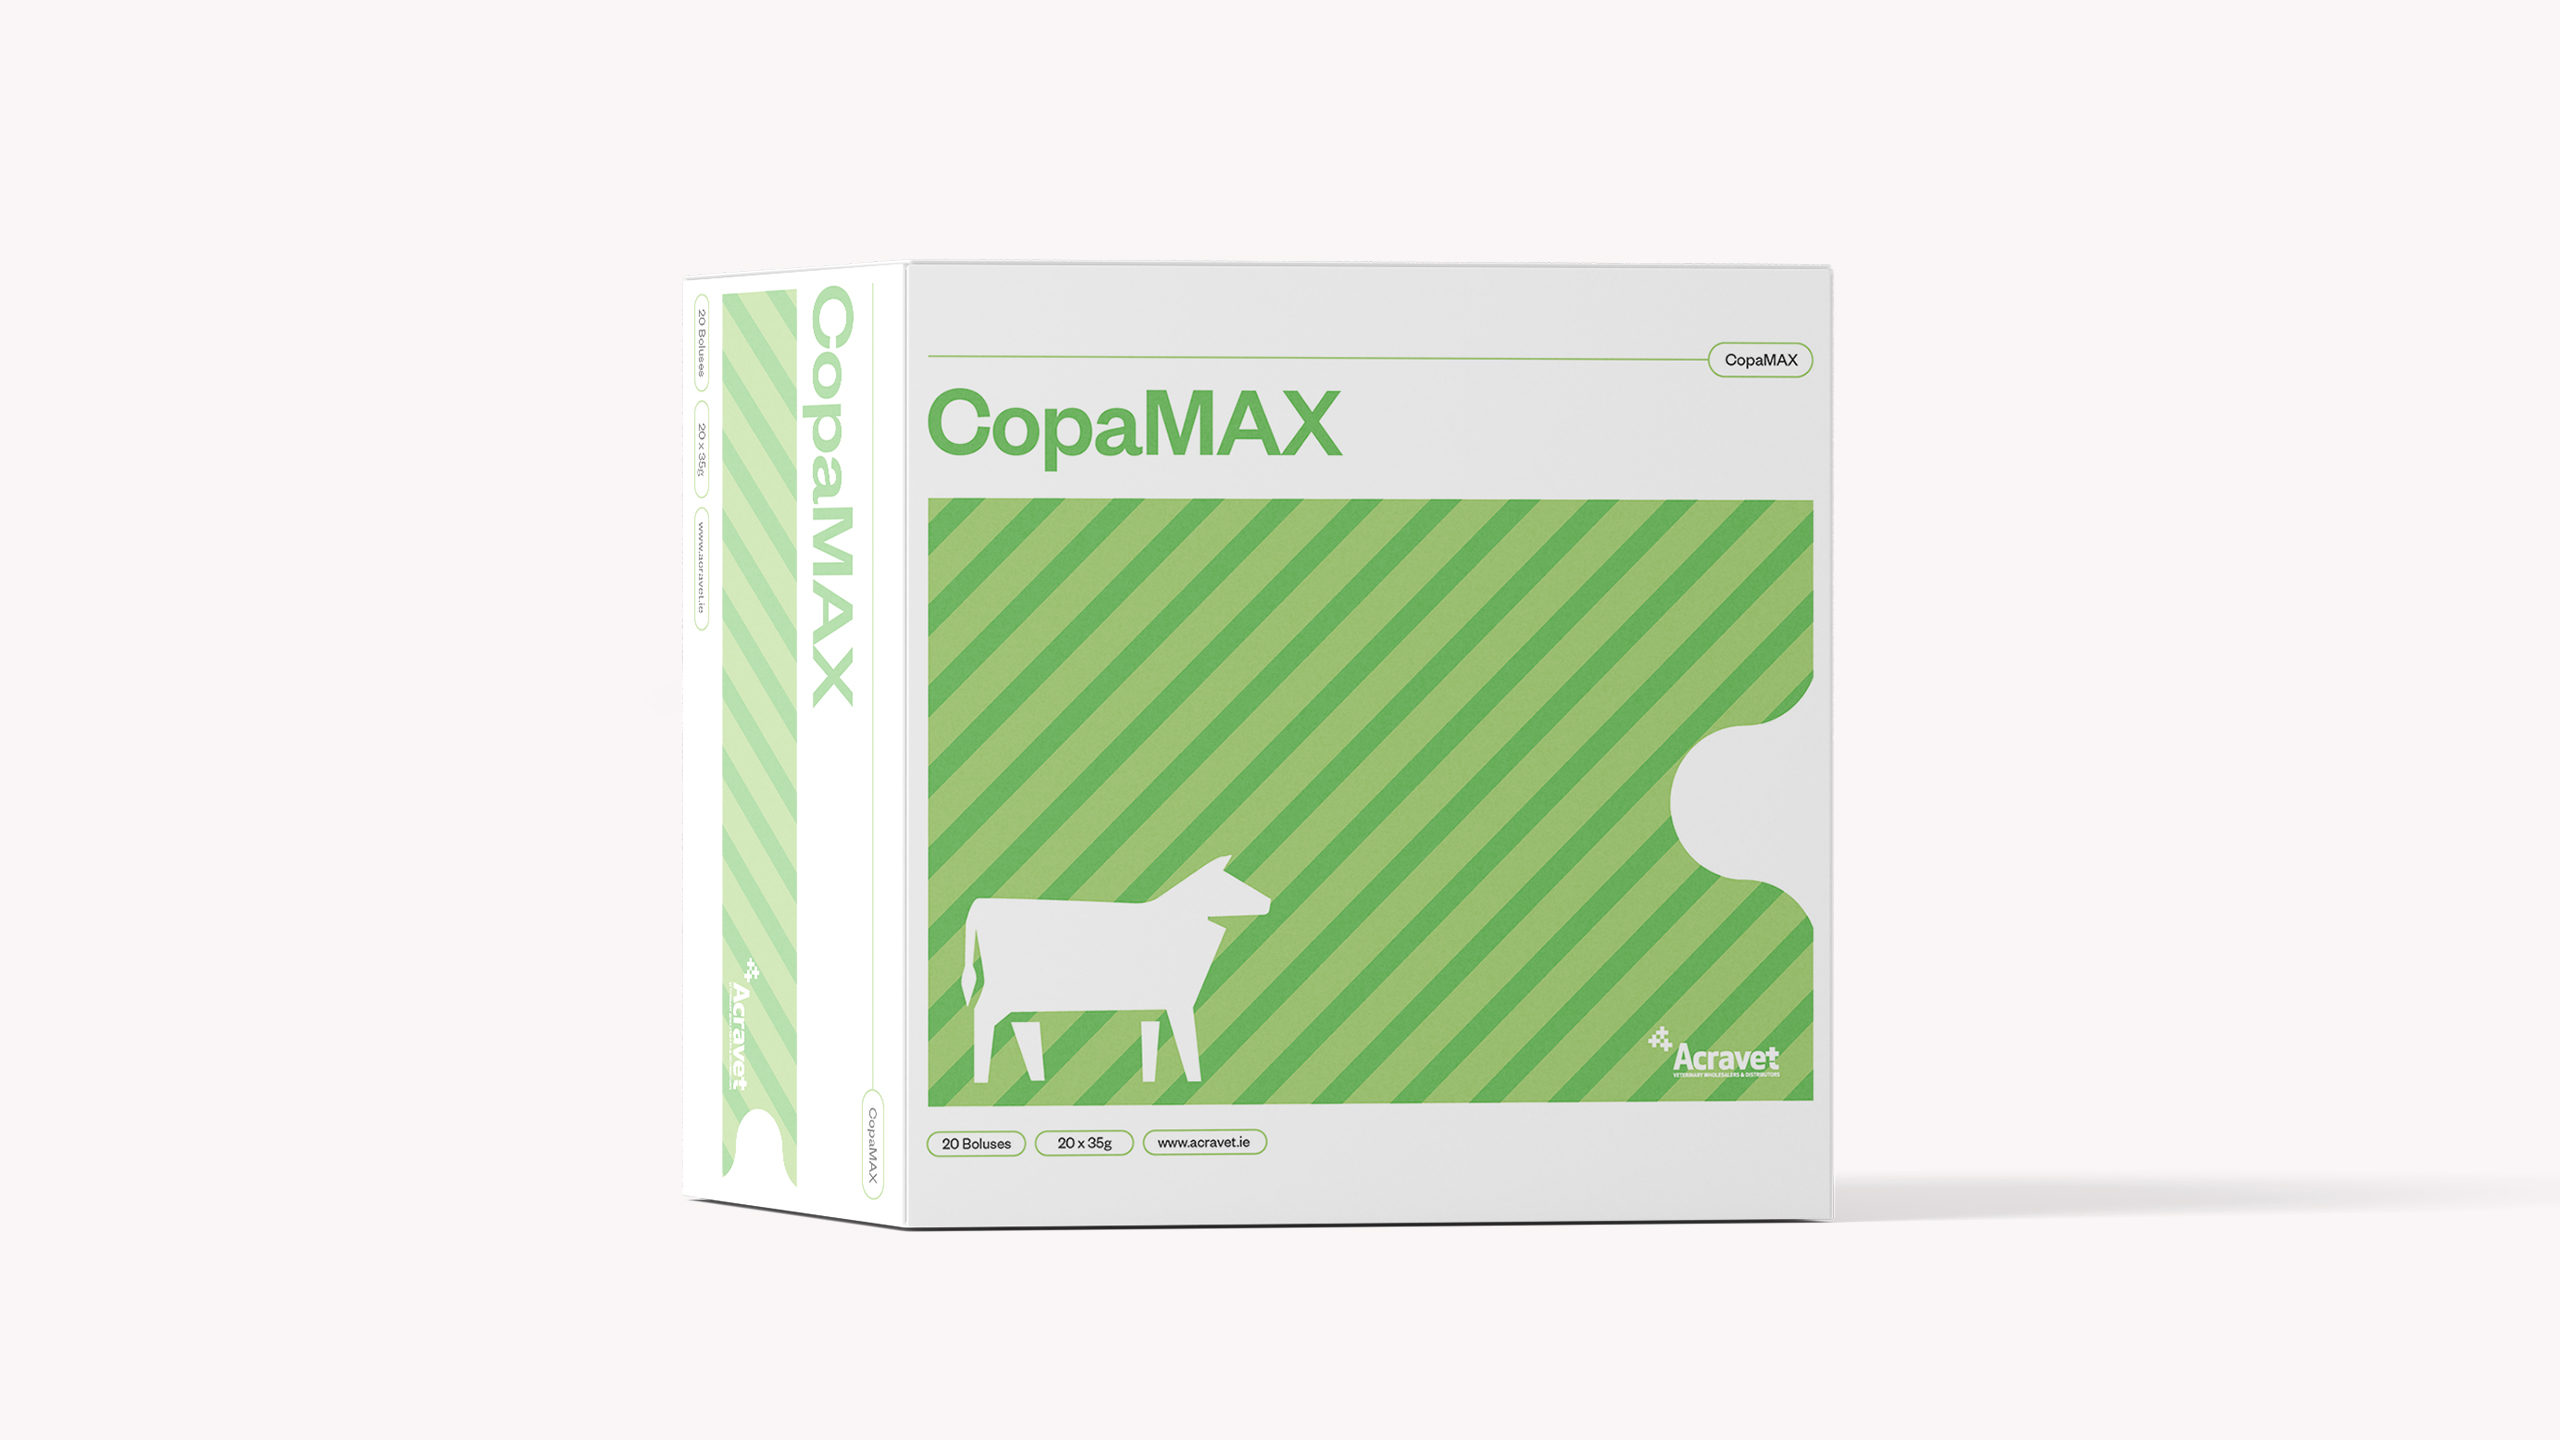 20 Boluses
20 x 35g
www.acravet.ie
Acravet
CopaMAX
CopaMAX
CopaMAX
CopaMAX
Acravet
VETERINARY WHOLESALERS & DISTRIBUTORS
20 Boluses
20 x 35g
www.acravet.ie